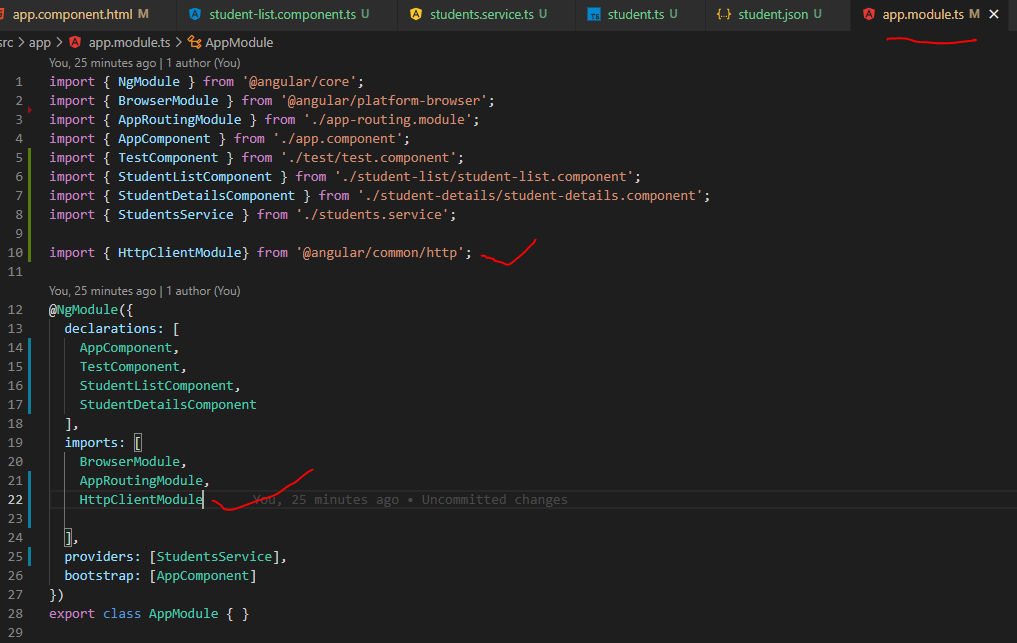 app.component.html M student-list.component.ts U students.service.ts U TS student.ts U {..} student.json U app.module.ts M
src > app > app.module.ts > AppModule
You, 25 minutes ago | 1 author (You)
1 import { NgModule } from '@angular/core';
2 import { BrowserModule } from '@angular/platform-browser';
3 import { AppRoutingModule } from './app-routing.module';
4 import { AppComponent } from './app.component';
5 import { TestComponent } from './test/test.component';
6 import { StudentListComponent } from './student-list/student-list.component';
7 import { StudentDetailsComponent } from './student-details/student-details.component';
8 import { StudentsService } from './students.service';
9
10 import { HttpClientModule} from '@angular/common/http';
11
You, 25 minutes ago | 1 author (You)
12 @NgModule({
13 declarations: [
14 AppComponent,
15 TestComponent,
16 StudentListComponent,
17 StudentDetailsComponent
18 ],
19 imports: [
20 BrowserModule,
21 AppRoutingModule,
22 HttpClientModule You, 25 minutes ago • Uncommitted changes
23
24 ],
25 providers: [StudentsService],
26 bootstrap: [AppComponent]
27 })
28 export class AppModule { }
29